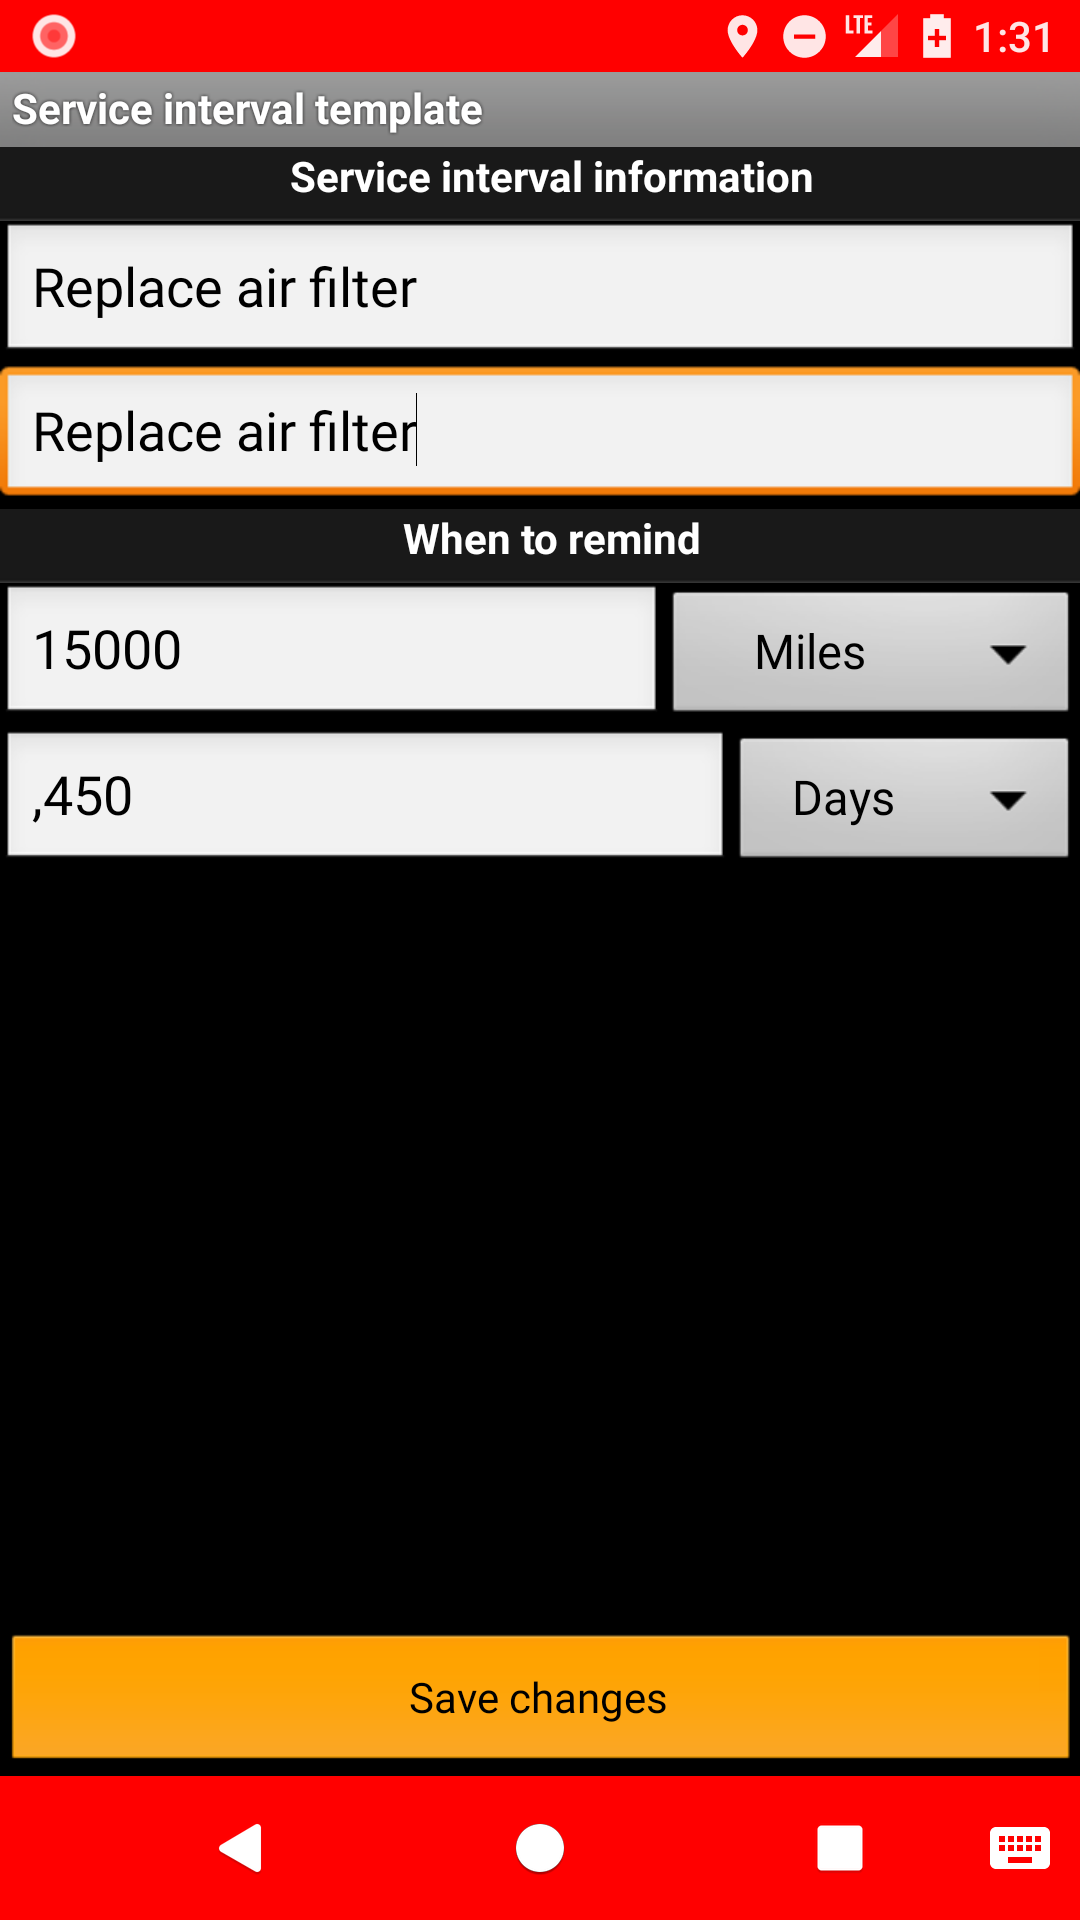 LTE 1:31
Service interval template
Service interval information
Replace air filter
Replace air filter
When to remind
15000 Miles
,450 Days
Save changes